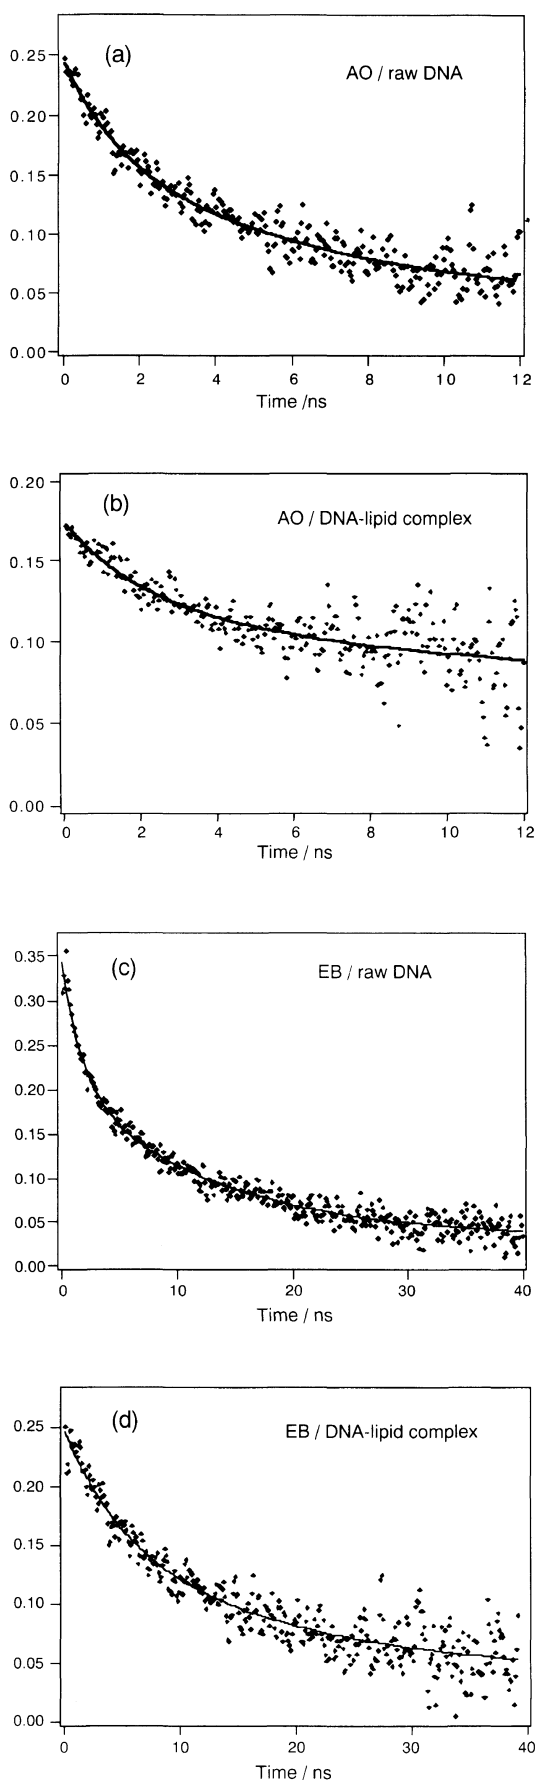 (a)
AO / raw DNA
0.25
0.20
0.15
0.10
0.05
0.00
0 2 4 6 8 10 12
Time /ns
(b)
AO / DNA-lipid complex
0.20
0.15
0.10
0.05
0.00
0 2 4 6 8 10 12
Time / ns
(c)
EB / raw DNA
0.35
0.30
0.25
0.20
0.15
0.10
0.05
0.00
0 10 20 30 40
Time / ns
(d)
EB / DNA-lipid complex
0.25
0.20
0.15
0.10
0.05
0.00
0 10 20 30 40
Time / ns